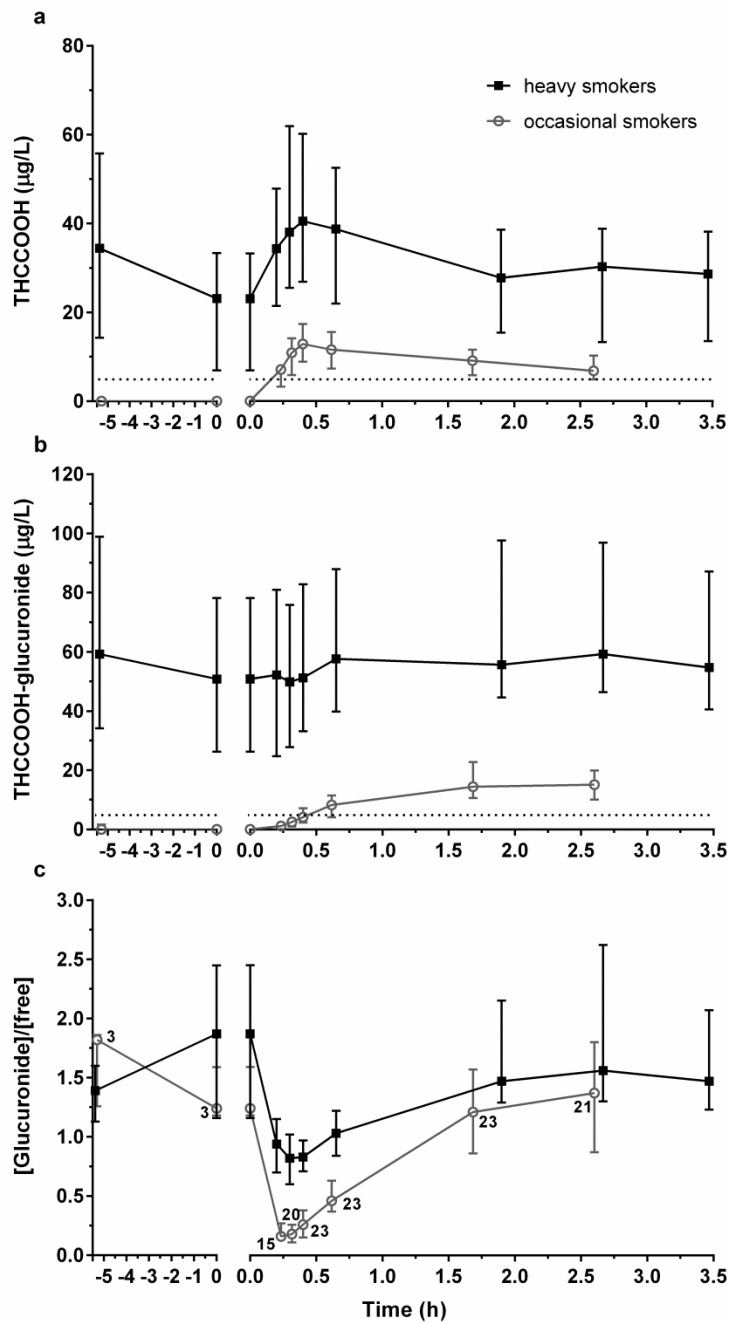 a
80
60
40
20
0
THCCOOH (µg/L)
heavy smokers
occasional smokers
-5 -4 -3 -2 -1 0 0.0 0.5 1.0 1.5 2.0 2.5 3.0 3.5
b
120
100
80
60
40
20
0
THCCOOH-glucuronide (µg/L)
-5 -4 -3 -2 -1 0 0.0 0.5 1.0 1.5 2.0 2.5 3.0 3.5
c
3.0
2.5
2.0
1.5
1.0
0.5
0.0
[Glucuronide]/[free]
3
3
15
20
23
23
23
21
-5 -4 -3 -2 -1 0 0.0 0.5 1.0 1.5 2.0 2.5 3.0 3.5
Time (h)